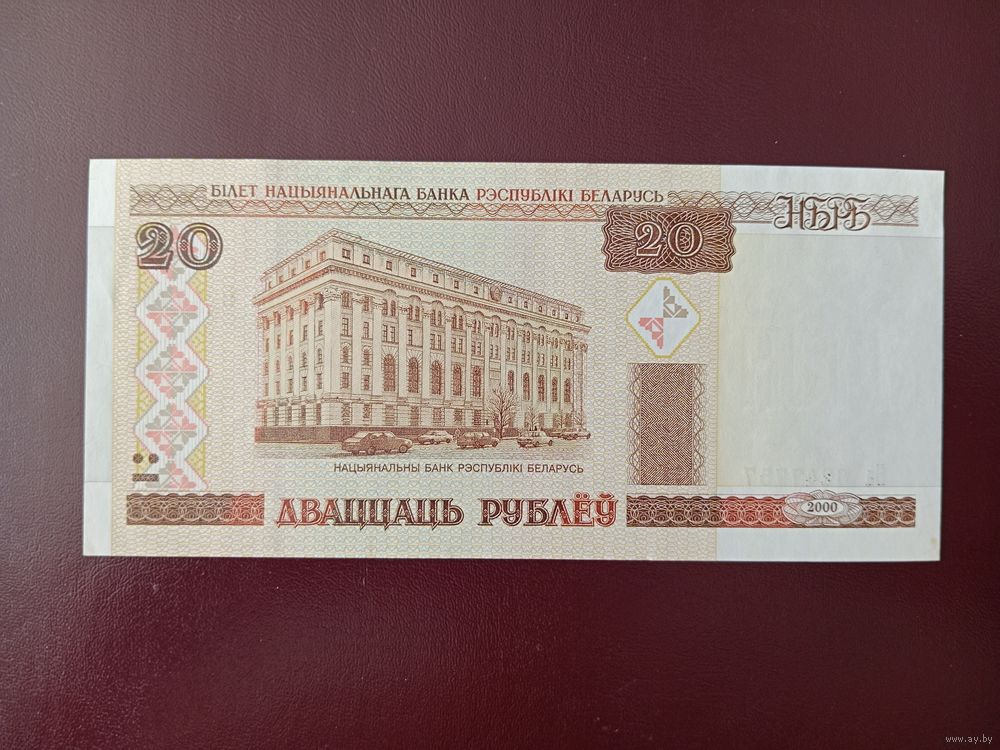 БІЛЕТ НАЦЫЯНАЛЬНАГА БАНКА РЭСПУБЛІКІ БЕЛАРУСЬ
НБРБ
20
20
НАЦЫЯНАЛЬНЫ БАНК РЭСПУБЛІКІ БЕЛАРУСЬ
ДВАЦЦАЦЬ РУБЛЁЎ
2000
www.ay.by